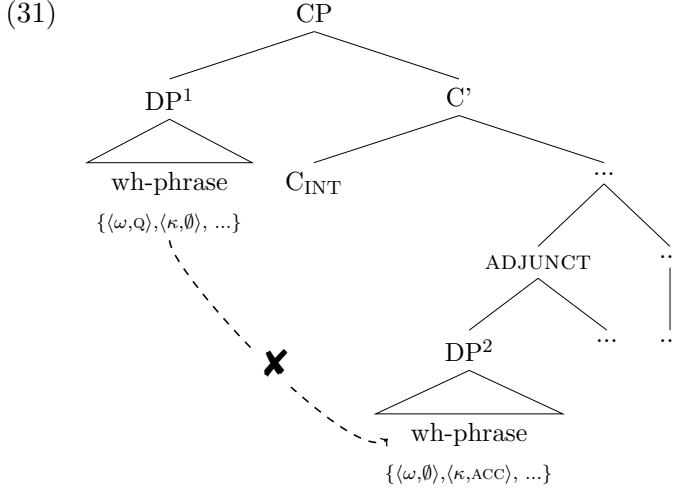 (31) CP
DP¹ C'
wh-phrase C_INT ...
{⟨ω,Q⟩,⟨κ,∅⟩, ...}
ADJUNCT ..
DP² ... ..
wh-phrase
{⟨ω,∅⟩,⟨κ,ACC⟩, ...}